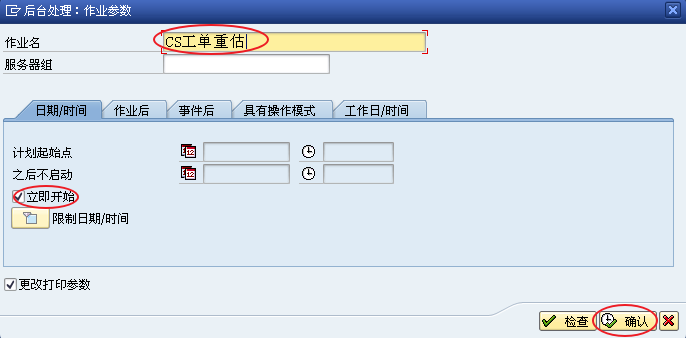 后台处理：作业参数
作业名 CS工单重估
服务器组
日期/时间 作业后 事件后 具有操作模式 工作日/时间
计划起始点
之后不启动
立即开始
限制日期/时间
更改打印参数
检查 确认